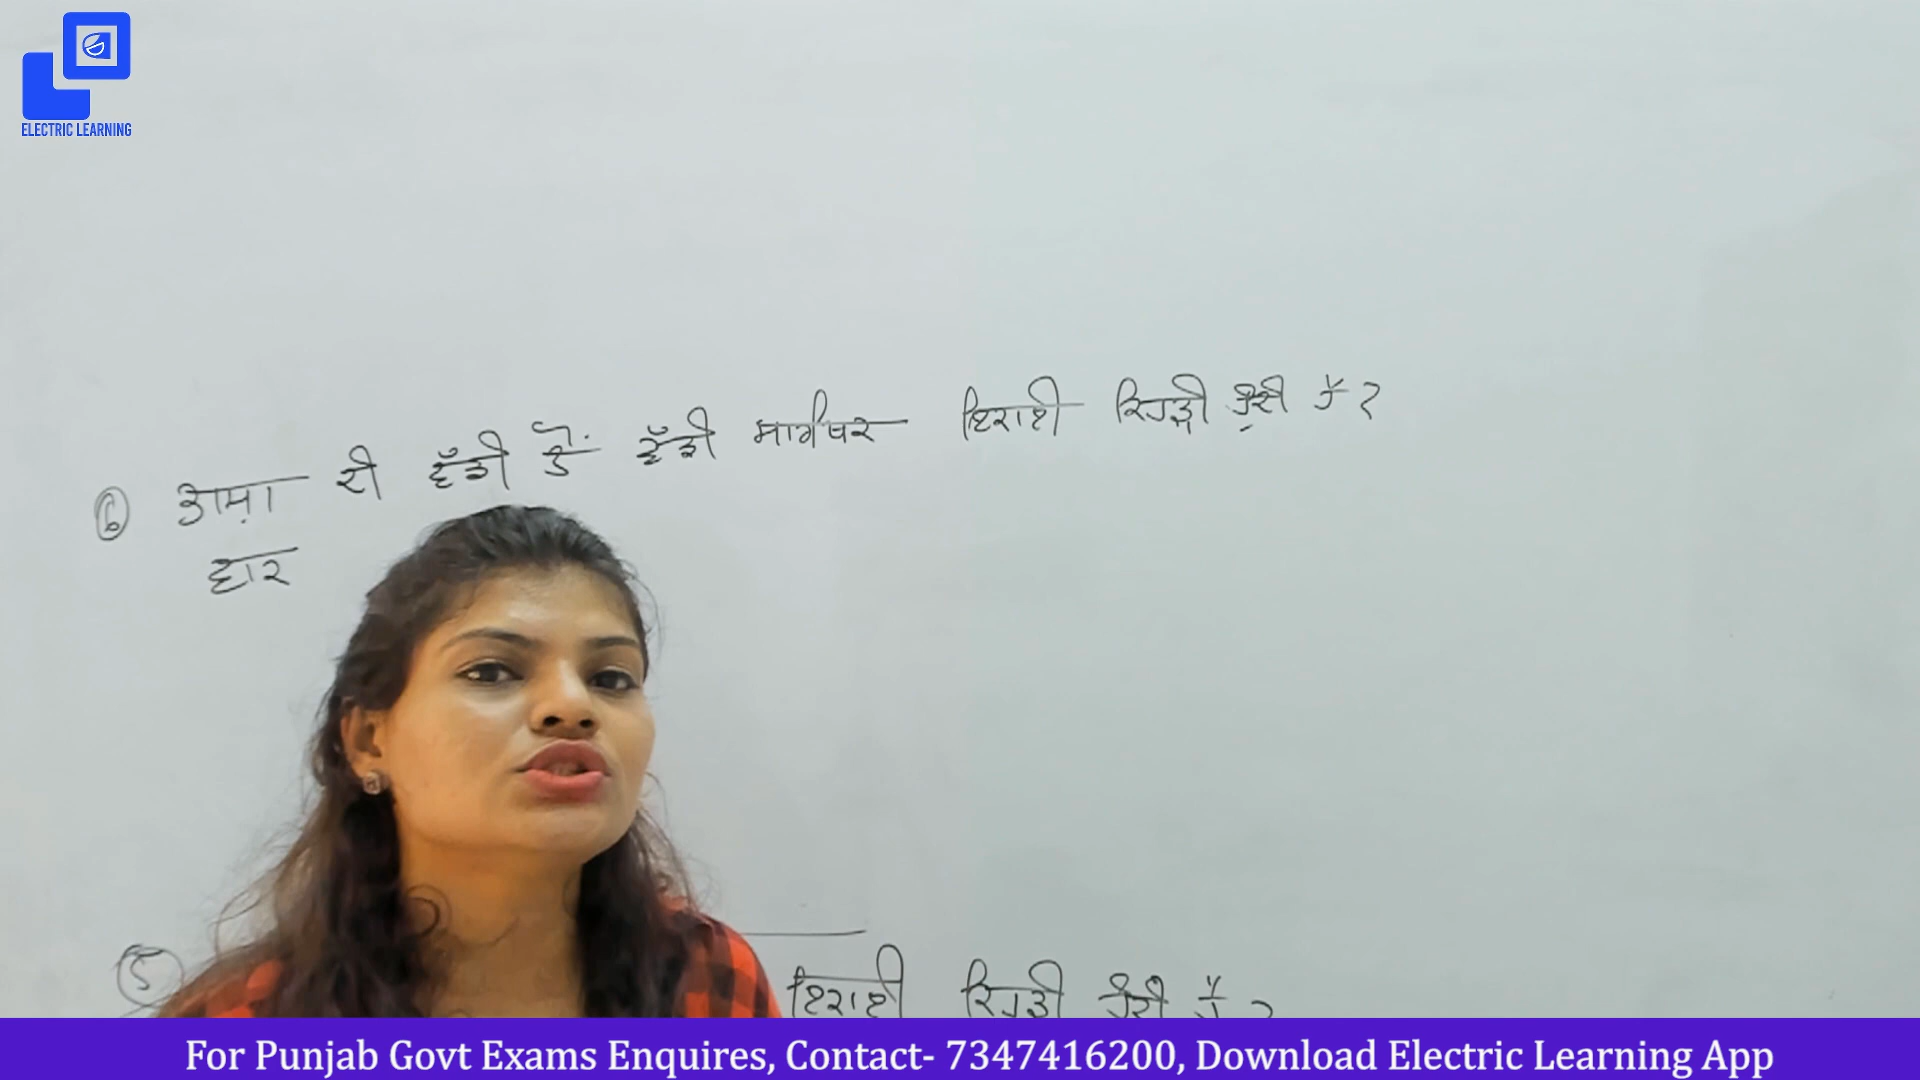 ELECTRIC LEARNING
⑥ ਭਾਸ਼ਾ ਦੀ ਵੱਡੀ ਤੋਂ ਵੱਡੀ ਸਾਰਥਕ ਇਕਾਈ ਕਿਹੜੀ ਹੁੰਦੀ ਹੈ?
ਵਾਕ
⑤ ਇਕਾਈ ਕਿਹੜੀ ਹੁੰਦੀ ਹੈ?
For Punjab Govt Exams Enquires, Contact- 7347416200, Download Electric Learning App